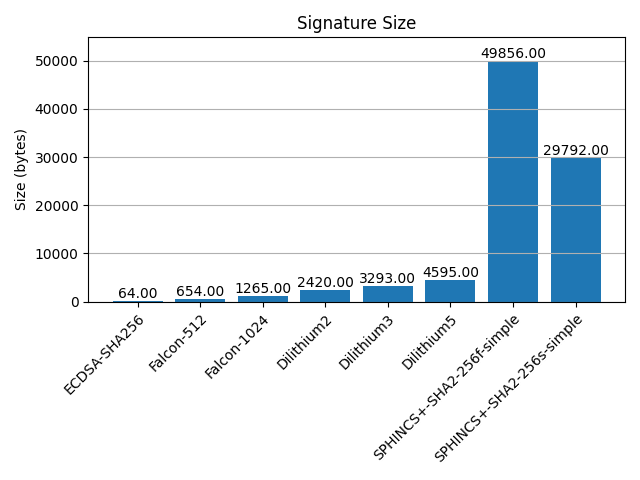 Signature Size
Size (bytes)
50000
40000
30000
20000
10000
0
64.00
654.00
1265.00
2420.00
3293.00
4595.00
49856.00
29792.00
ECDSA-SHA256
Falcon-512
Falcon-1024
Dilithium2
Dilithium3
Dilithium5
SPHINCS+-SHA2-256f-simple
SPHINCS+-SHA2-256s-simple